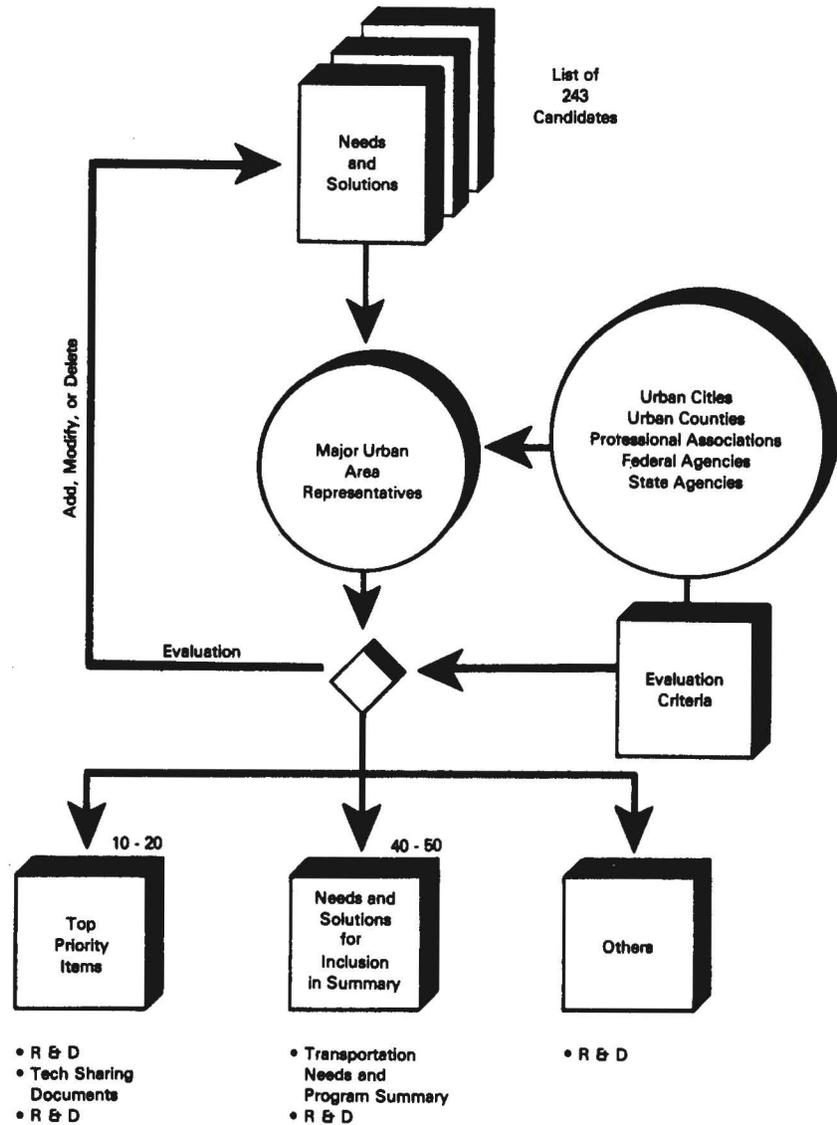 List of
243
Candidates
Needs
and
Solutions
Add, Modify, or Delete
Urban Cities
Urban Counties
Professional Associations
Federal Agencies
State Agencies
Major Urban
Area
Representatives
Evaluation
Evaluation
Criteria
10 - 20
Top
Priority
Items
40 - 50
Needs and
Solutions
for
Inclusion
in Summary
Others
• R & D
• Tech Sharing
Documents
• R & D
• Transportation
Needs and
Program Summary
• R & D
• R & D